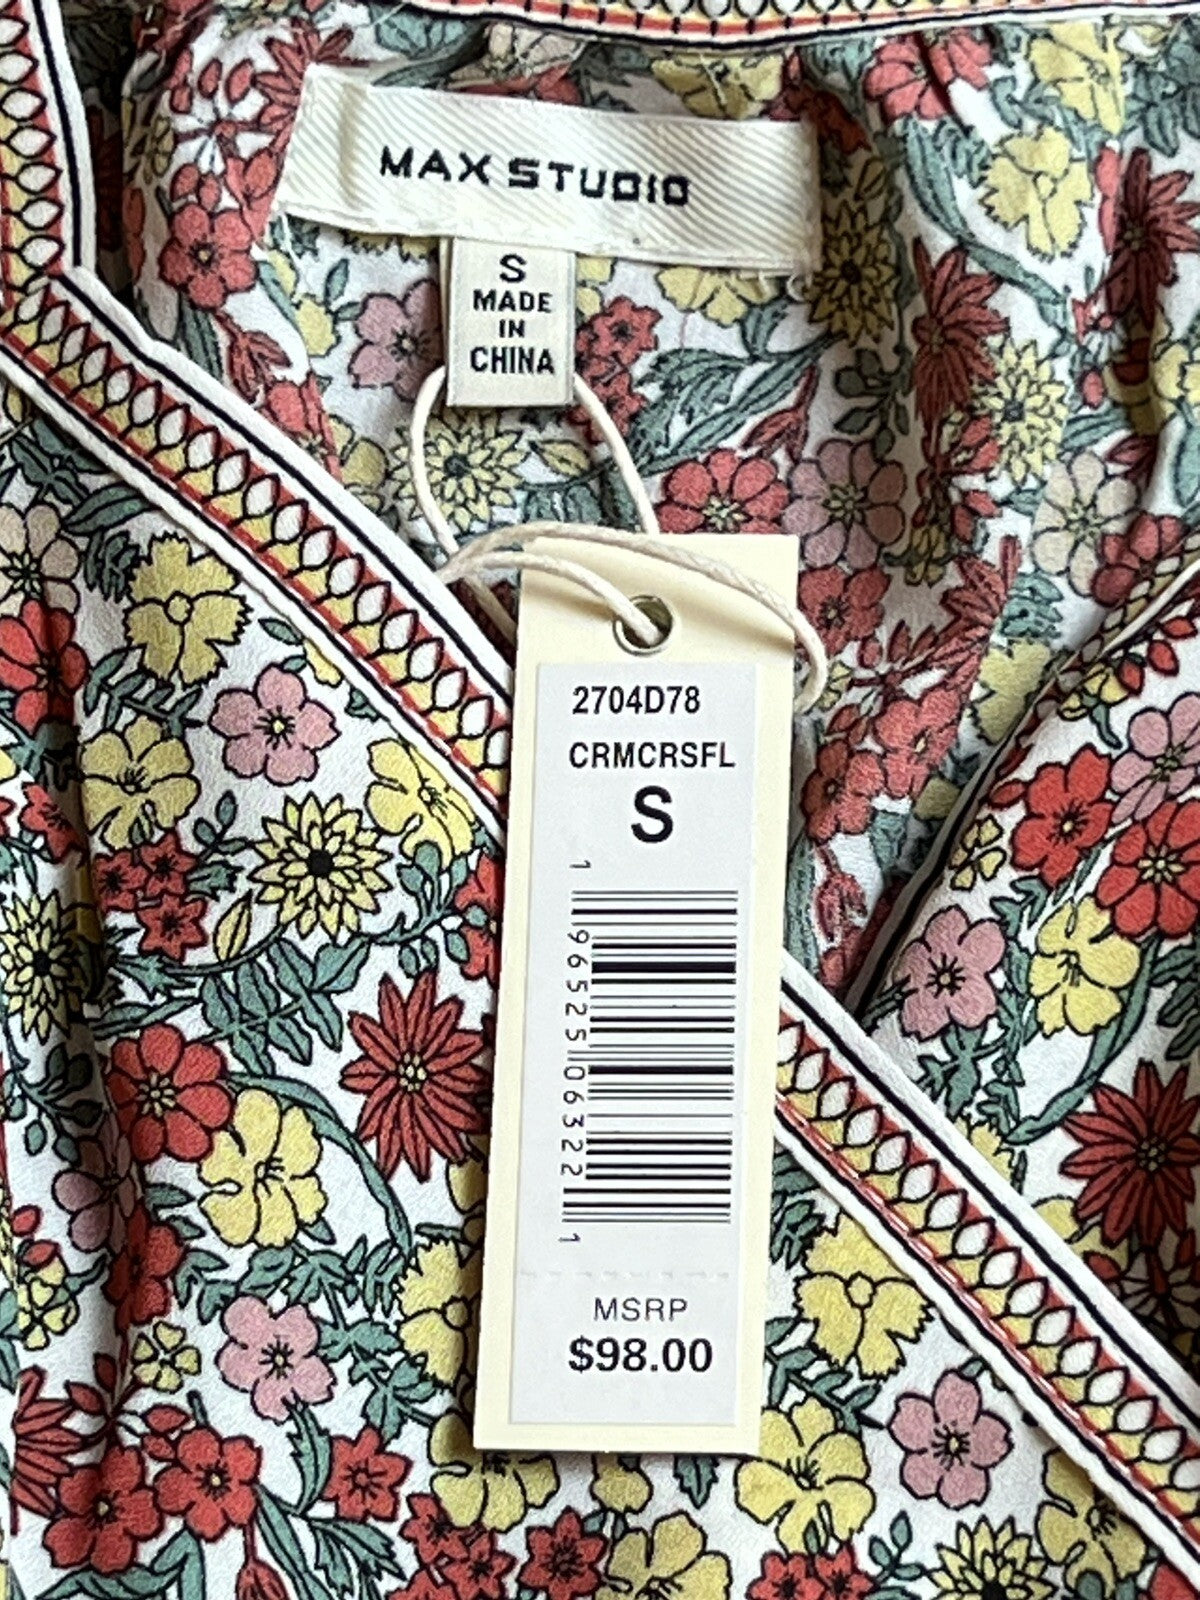 MAX STUDIO
S
MADE
IN
CHINA
2704D78
CRMCRSFL
S
1 96525 06322 1
MSRP
$98.00